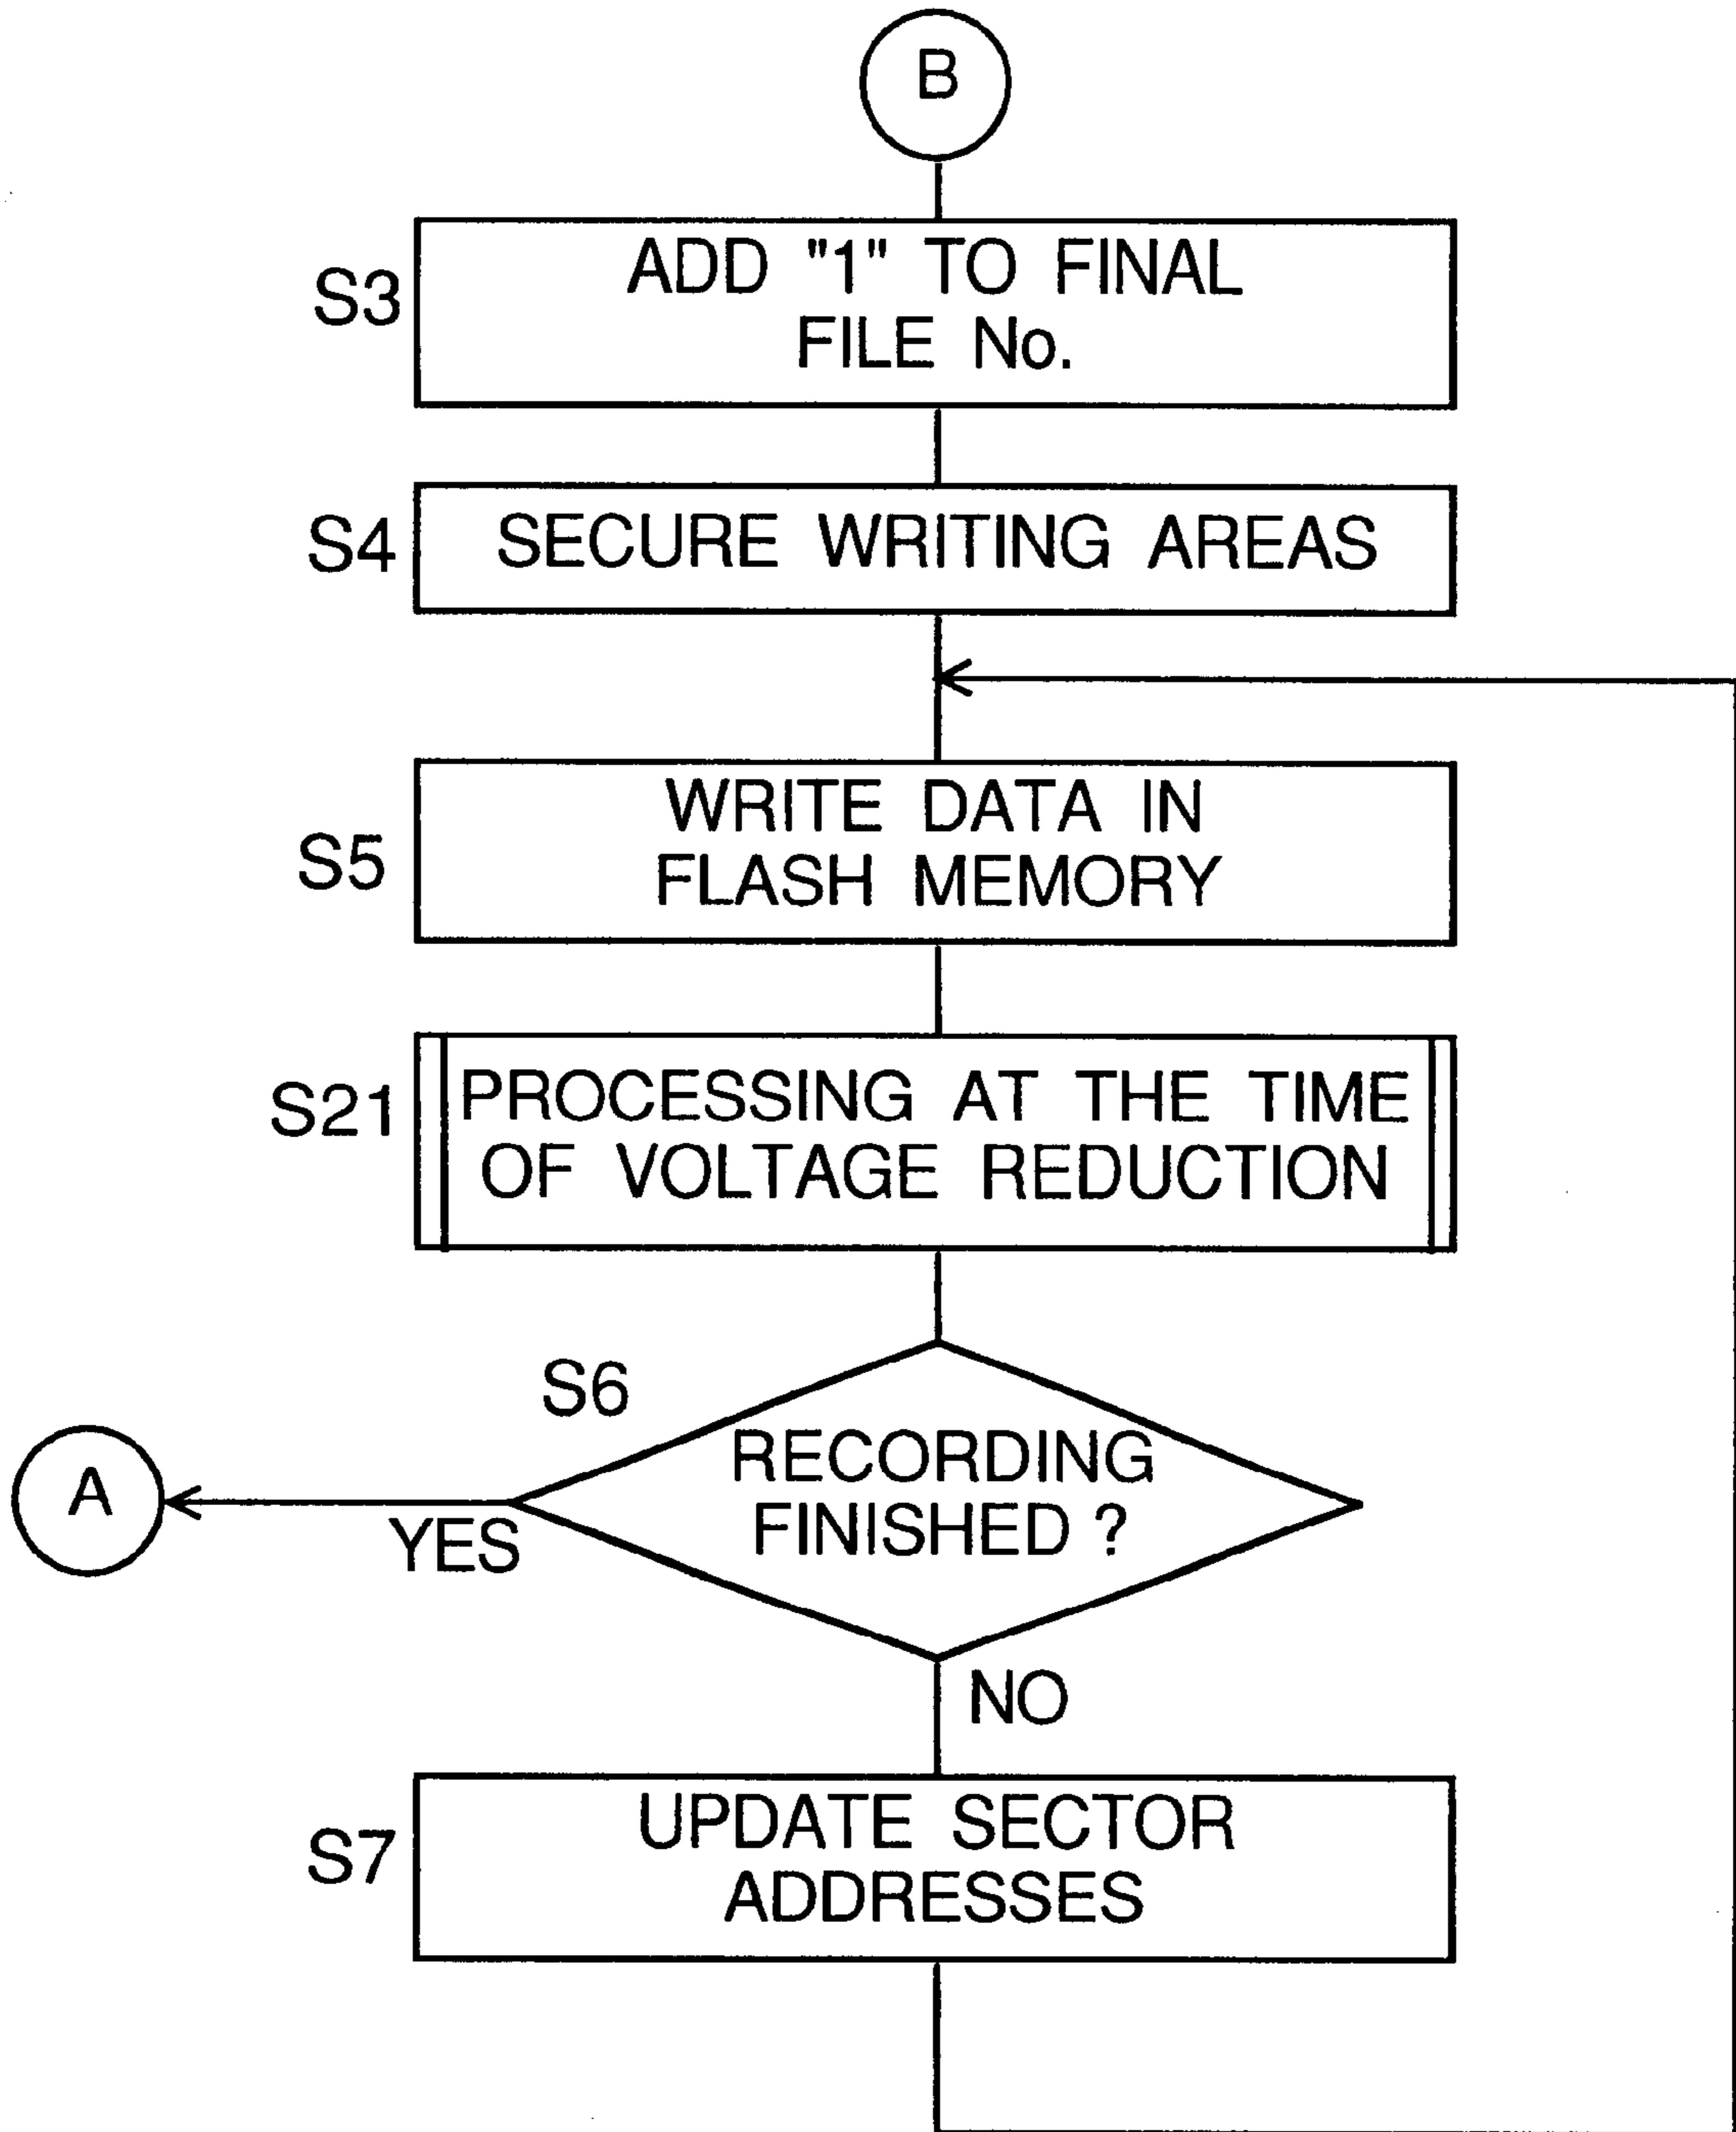 B
S3
ADD "1" TO FINAL
FILE No.
S4
SECURE WRITING AREAS
S5
WRITE DATA IN
FLASH MEMORY
S21
PROCESSING AT THE TIME
OF VOLTAGE REDUCTION
S6
RECORDING
FINISHED ?
A
YES
NO
S7
UPDATE SECTOR
ADDRESSES